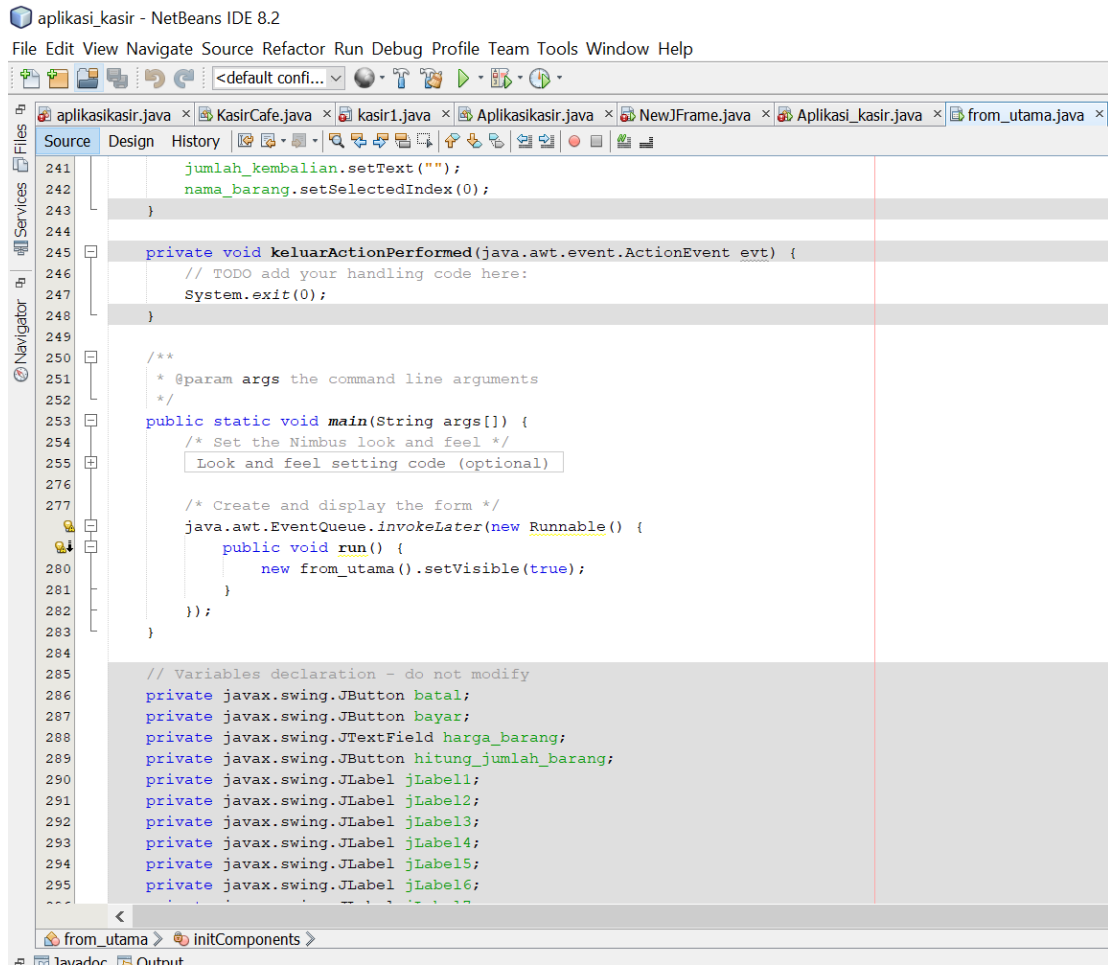 aplikasi_kasir - NetBeans IDE 8.2
File Edit View Navigate Source Refactor Run Debug Profile Team Tools Window Help
<default confi...
aplikasikasir.java × KasirCafe.java × kasir1.java × Aplikasikasir.java × NewJFrame.java × Aplikasi_kasir.java × from_utama.java ×
Source Design History
Files
Services
Navigator
241 jumlah_kembalian.setText("");
242 nama_barang.setSelectedIndex(0);
243 }
244
245 private void keluarActionPerformed(java.awt.event.ActionEvent evt) {
246 // TODO add your handling code here:
247 System.exit(0);
248 }
249
250 /**
251 * @param args the command line arguments
252 */
253 public static void main(String args[]) {
254 /* Set the Nimbus look and feel */
255 Look and feel setting code (optional)
276
277 /* Create and display the form */
java.awt.EventQueue.invokeLater(new Runnable() {
public void run() {
280 new from_utama().setVisible(true);
281 }
282 });
283 }
284
285 // Variables declaration - do not modify
286 private javax.swing.JButton batal;
287 private javax.swing.JButton bayar;
288 private javax.swing.JTextField harga_barang;
289 private javax.swing.JButton hitung_jumlah_barang;
290 private javax.swing.JLabel jLabel1;
291 private javax.swing.JLabel jLabel2;
292 private javax.swing.JLabel jLabel3;
293 private javax.swing.JLabel jLabel4;
294 private javax.swing.JLabel jLabel5;
295 private javax.swing.JLabel jLabel6;
from_utama initComponents
Javadoc Output